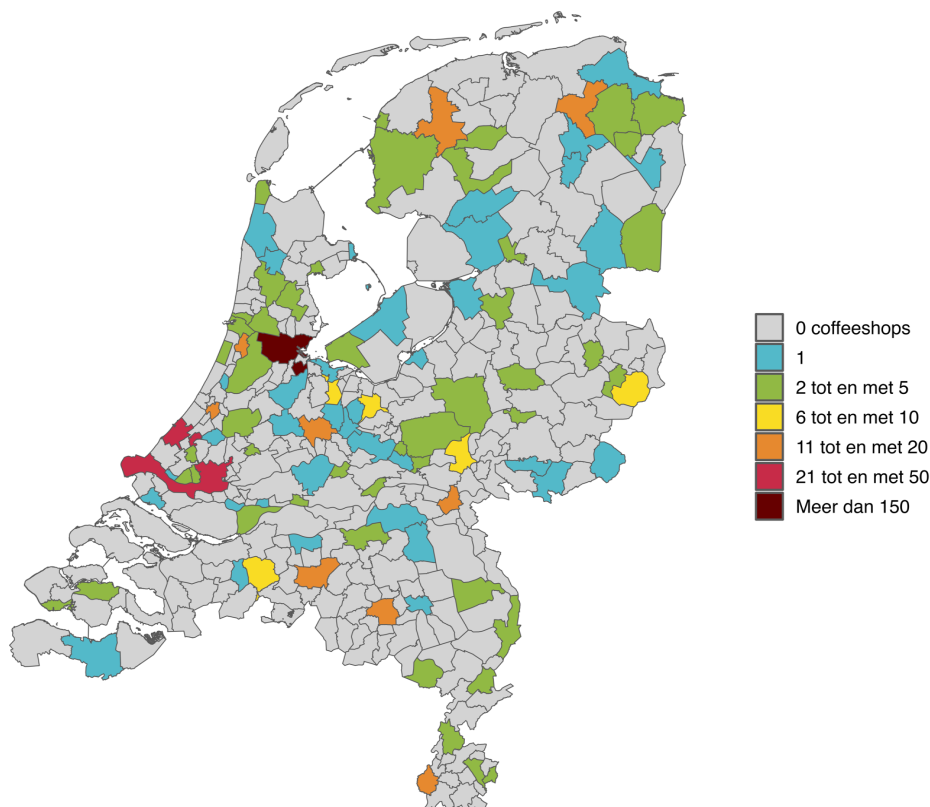 0 coffeeshops
1
2 tot en met 5
6 tot en met 10
11 tot en met 20
21 tot en met 50
Meer dan 150